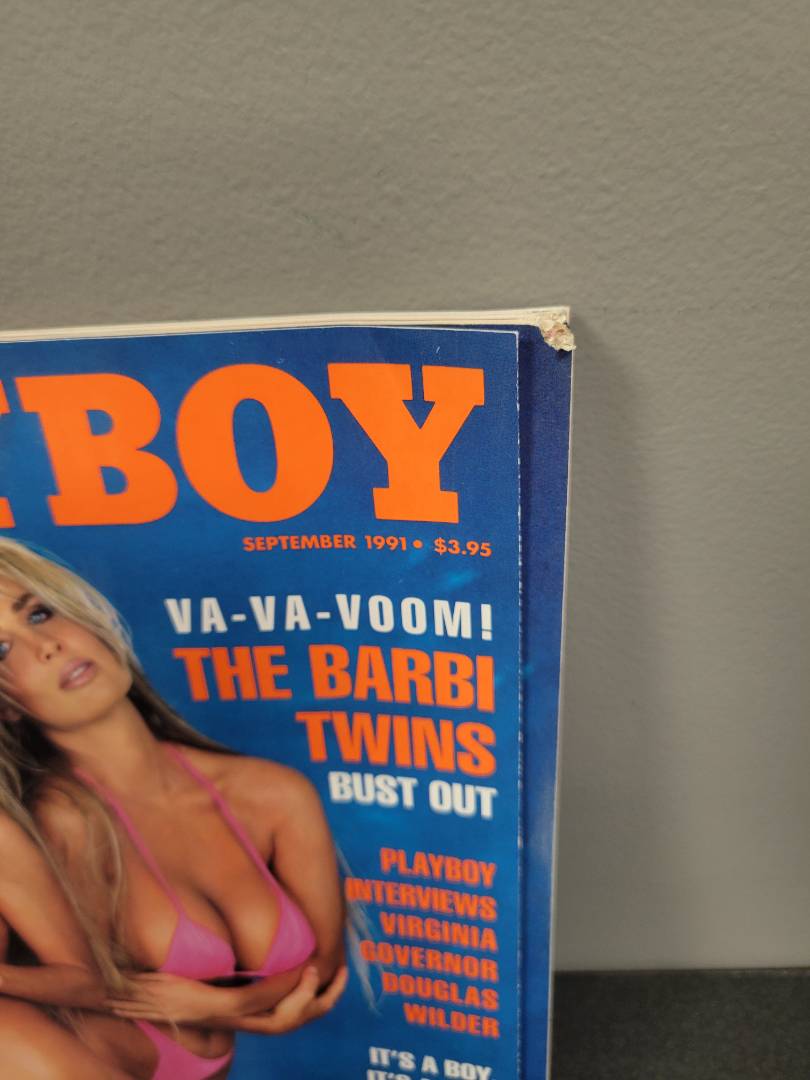 BOY
SEPTEMBER 1991 • $3.95
VA-VA-VOOM!
THE BARBI
TWINS
BUST OUT
PLAYBOY
INTERVIEWS
VIRGINIA
GOVERNOR
DOUGLAS
WILDER
IT'S A BOY,
IT'S A